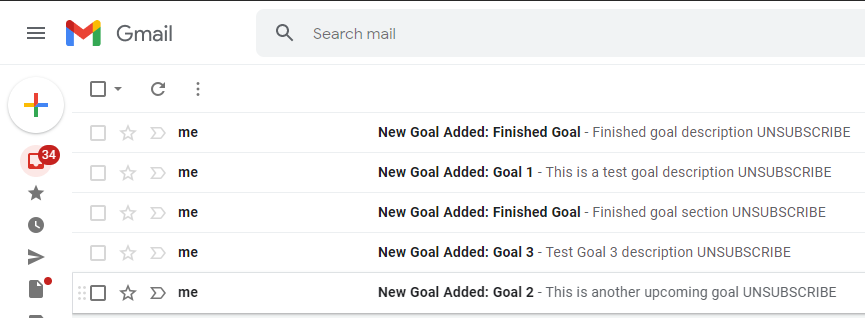 Gmail
Search mail
34
me New Goal Added: Finished Goal - Finished goal description UNSUBSCRIBE
me New Goal Added: Goal 1 - This is a test goal description UNSUBSCRIBE
me New Goal Added: Finished Goal - Finished goal section UNSUBSCRIBE
me New Goal Added: Goal 3 - Test Goal 3 description UNSUBSCRIBE
me New Goal Added: Goal 2 - This is another upcoming goal UNSUBSCRIBE